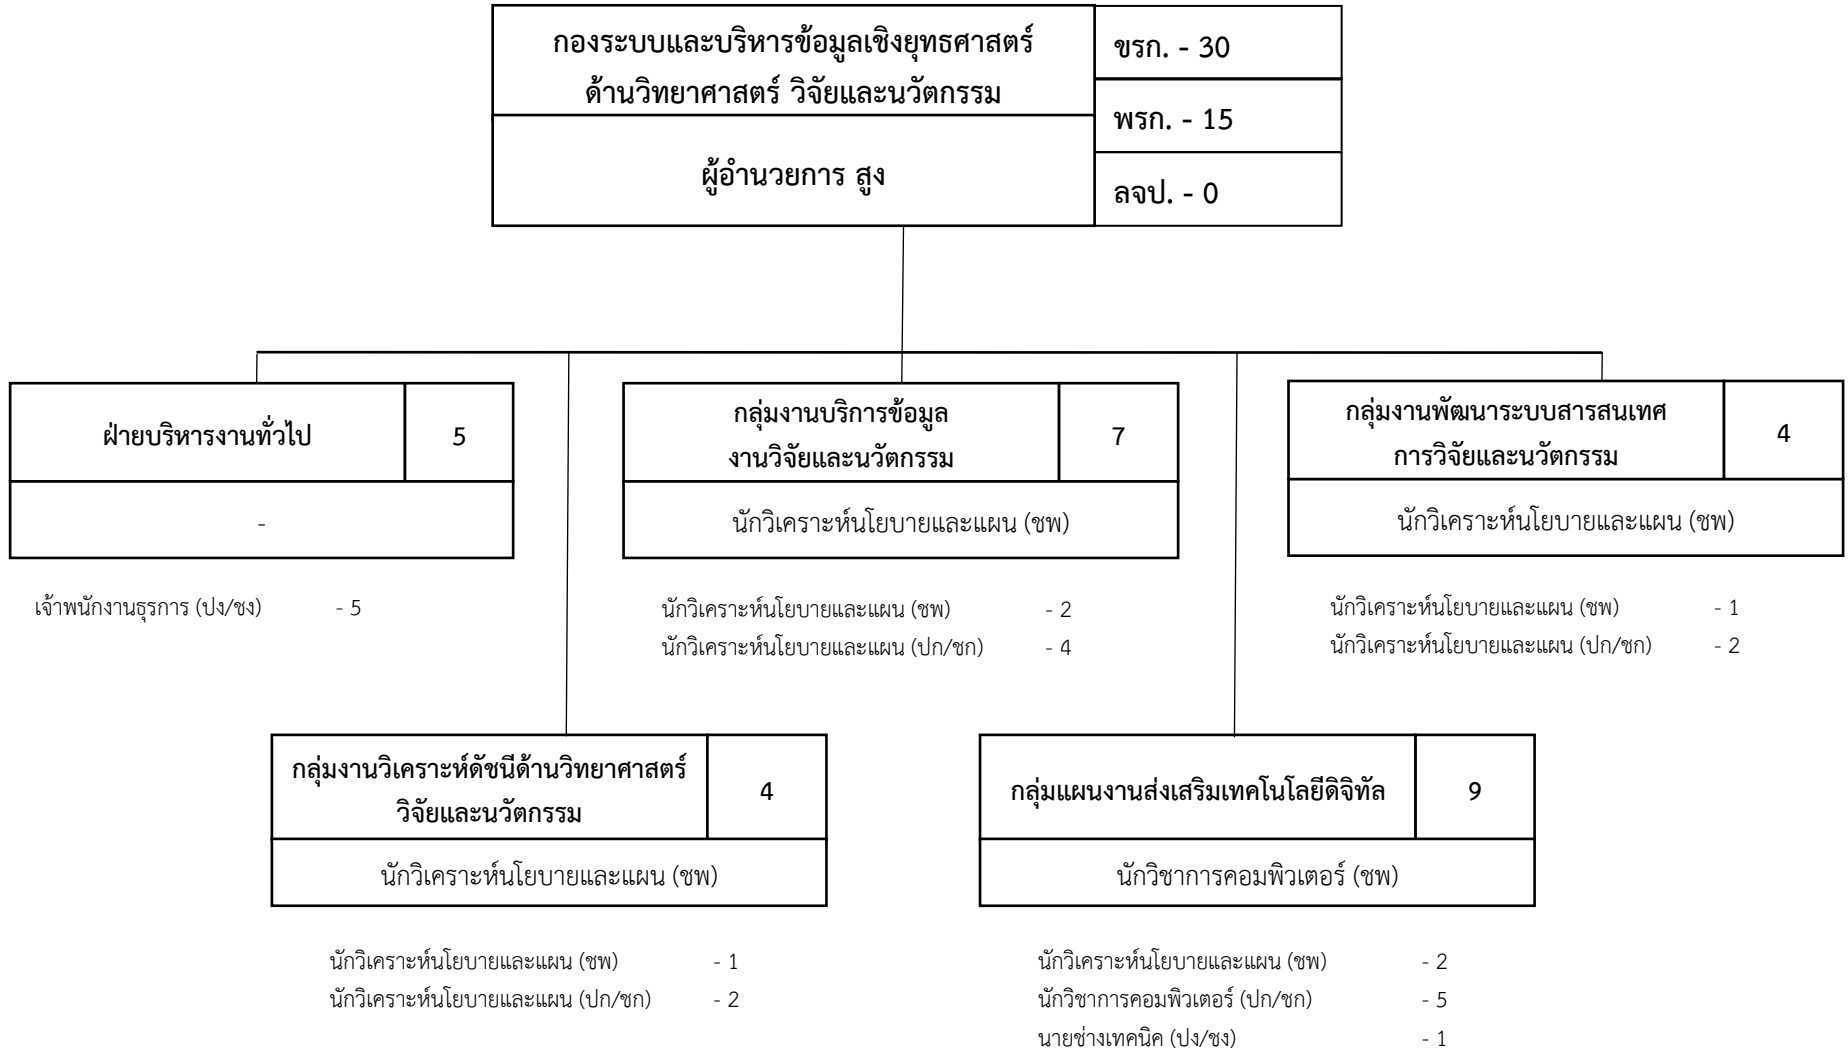 กองระบบและบริหารข้อมูลเชิงยุทธศาสตร์
ด้านวิทยาศาสตร์ วิจัยและนวัตกรรม
ผู้อำนวยการ สูง
ขรก. - 30
พรก. - 15
ลจป. - 0
ฝ่ายบริหารงานทั่วไป 5
-
เจ้าพนักงานธุรการ (ปง/ชง) - 5
กลุ่มงานบริการข้อมูล
งานวิจัยและนวัตกรรม 7
นักวิเคราะห์นโยบายและแผน (ชพ)
นักวิเคราะห์นโยบายและแผน (ชพ) - 2
นักวิเคราะห์นโยบายและแผน (ปก/ชก) - 4
กลุ่มงานพัฒนาระบบสารสนเทศ
การวิจัยและนวัตกรรม 4
นักวิเคราะห์นโยบายและแผน (ชพ)
นักวิเคราะห์นโยบายและแผน (ชพ) - 1
นักวิเคราะห์นโยบายและแผน (ปก/ชก) - 2
กลุ่มงานวิเคราะห์ดัชนีด้านวิทยาศาสตร์
วิจัยและนวัตกรรม 4
นักวิเคราะห์นโยบายและแผน (ชพ)
นักวิเคราะห์นโยบายและแผน (ชพ) - 1
นักวิเคราะห์นโยบายและแผน (ปก/ชก) - 2
กลุ่มแผนงานส่งเสริมเทคโนโลยีดิจิทัล 9
นักวิชาการคอมพิวเตอร์ (ชพ)
นักวิเคราะห์นโยบายและแผน (ชพ) - 2
นักวิชาการคอมพิวเตอร์ (ปก/ชก) - 5
นายช่างเทคนิค (ปง/ชง) - 1